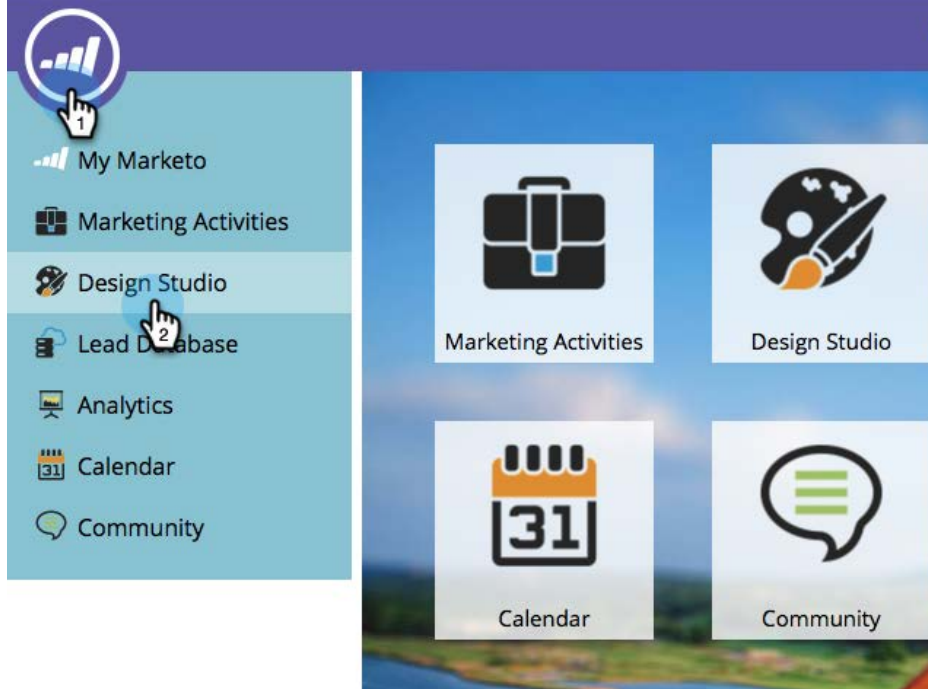 1
My Marketo
Marketing Activities
Design Studio
2
Lead Database
Analytics
31
Calendar
Community
Marketing Activities
Design Studio
31
Calendar
Community